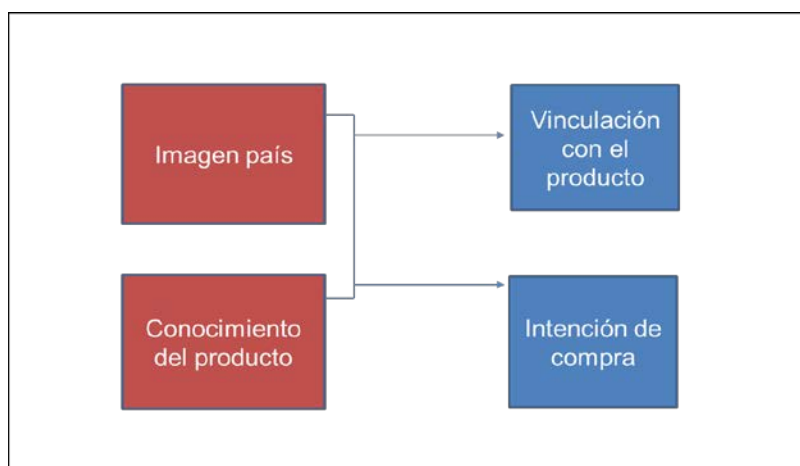 Imagen país
Vinculación
con el
producto
Conocimiento
del producto
Intención de
compra